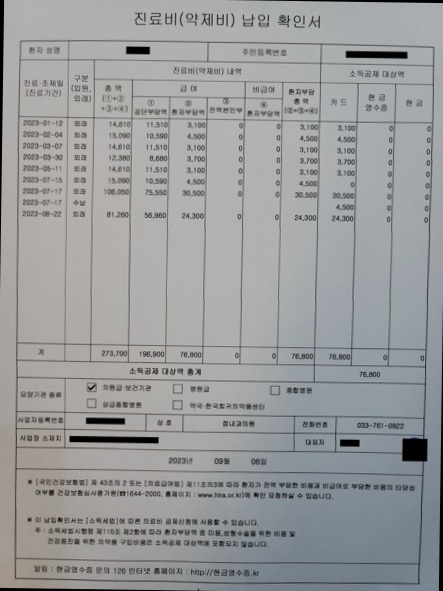 진료비(약제비) 납입 확인서
환자 성명 주민등록번호
진료·조제일 (진료기간) 구분 (입원, 외래) 진료비(약제비) 내역 소득공제 대상액
총 액 (①+②+③+④) 급 여 비급여 환자부담 총 액 (②+③+④) 카 드 현 금 영수증 현 금
① 공단부담액 ② 환자부담액 ③ 전액본인부 ④ 환자부담액
2023-01-12 외래 14,610 11,510 3,100 0 0 3,100 3,100 0 0
2023-02-04 외래 15,090 10,590 4,500 0 0 4,500 4,500 0 0
2023-03-07 외래 14,610 11,510 3,100 0 0 3,100 3,100 0 0
2023-03-30 외래 12,380 8,680 3,700 0 0 3,700 3,700 0 0
2023-05-11 외래 14,610 11,510 3,100 0 0 3,100 3,100 0 0
2023-07-15 외래 15,090 10,590 4,500 0 0 4,500 0 0 0
2023-07-17 외래 106,050 75,550 30,500 0 0 30,500 30,500 0 0
2023-07-17 수납 4,500 0 0
2023-08-22 외래 81,260 56,960 24,300 0 0 24,300 24,300 0 0
계 273,700 196,900 76,800 0 0 76,800 76,800 0 0
소득공제 대상액 총계 76,800
요양기관 종류 의원급·보건기관 병원급 종합병원
상급종합병원 약국·한국희귀의약품센터
사업자등록번호 상 호 정내과의원 전화번호 033-761-0822
사업장 소재지 대표자
2023년 09월 06일
* [국민건강보험법] 제 43조의 2 또는 [의료급여법] 제11조의3에 따라 환자가 전액 부담한 비용과 비급여로 부담한 비용의 타당성
여부를 건강보험심사평가원(☎1644-2000, 홈페이지 : www.hira.or.kr)에 확인 요청하실 수 있습니다.
* 이 납입확인서는 [소득세법]에 따른 의료비 공제신청에 사용할 수 있습니다.
주 : 소득세법시행령 제110조 제2항에 따라 환자부담액 중 미용,성형수술을 위한 비용 및
건강증진을 위한 의약품 구입비용은 소득공제 대상액에 포함되지 않습니다.
알림 : 현금영수증 문의 126 인터넷 홈페이지 : http://현금영수증.kr